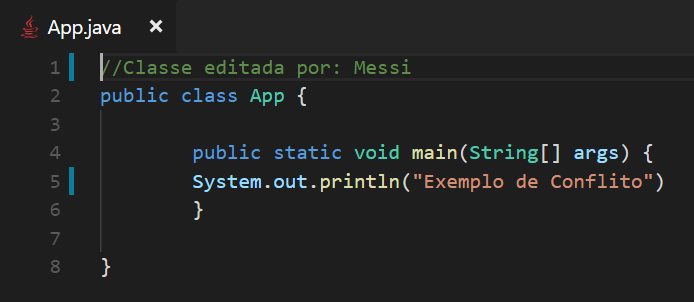 App.java ×
1 //Classe editada por: Messi
2 public class App {
3
4 public static void main(String[] args) {
5 System.out.println("Exemplo de Conflito")
6 }
7
8 }